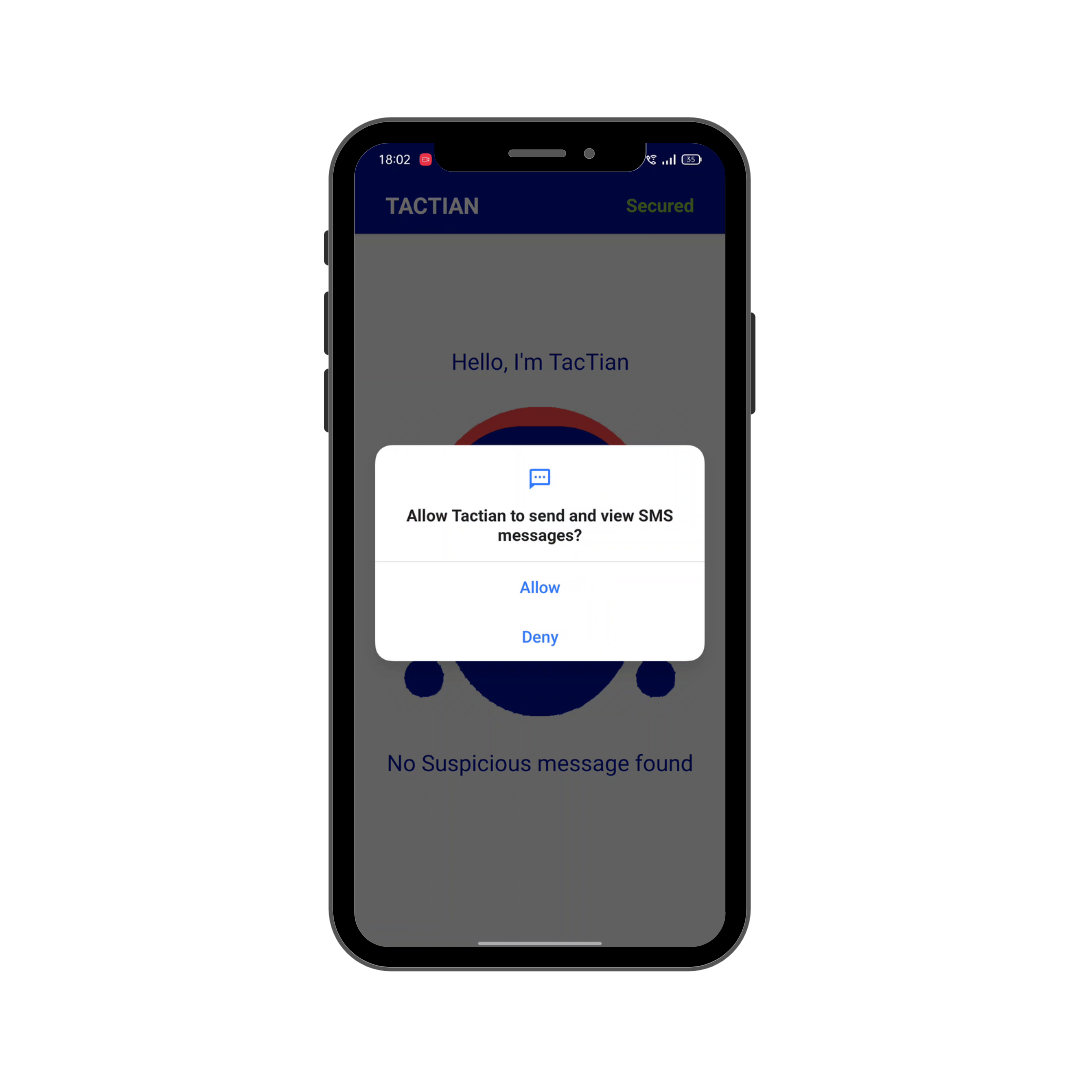 18:02
35
TACTIAN
Secured
Hello, I'm TacTian
Allow Tactian to send and view SMS
messages?
Allow
Deny
No Suspicious message found